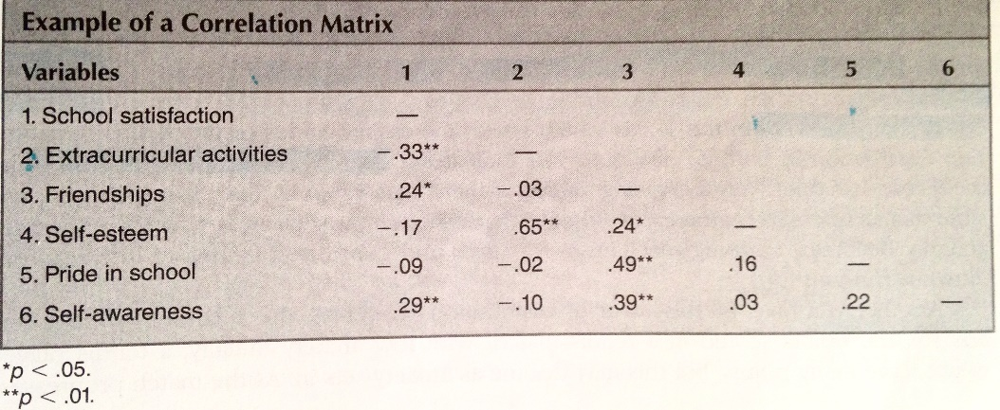 Example of a Correlation Matrix
Variables 1 2 3 4 5 6
1. School satisfaction —
2. Extracurricular activities –.33** —
3. Friendships .24* –.03 —
4. Self-esteem –.17 .65** .24* —
5. Pride in school –.09 –.02 .49** .16 —
6. Self-awareness .29** –.10 .39** .03 .22 —
*p < .05.
**p < .01.